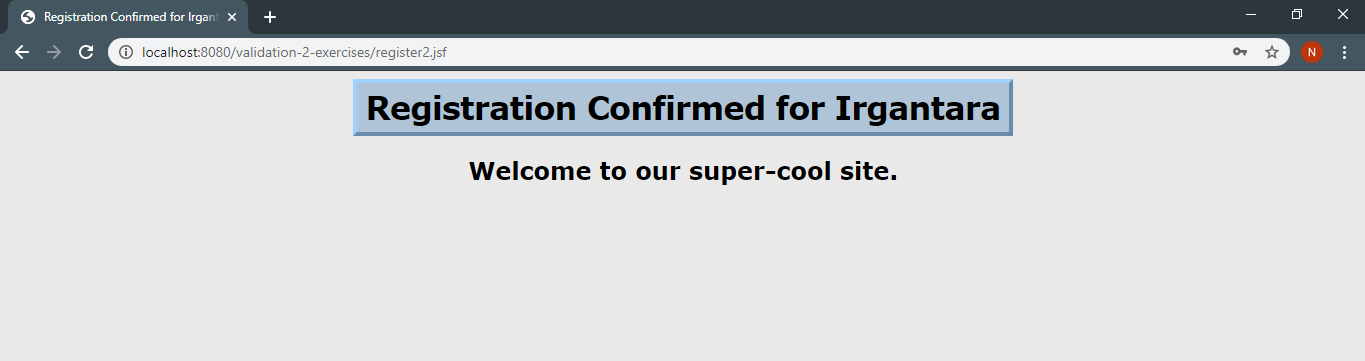 Registration Confirmed for Irgant
localhost:8080/validation-2-exercises/register2.jsf
N
Registration Confirmed for Irgantara
Welcome to our super-cool site.